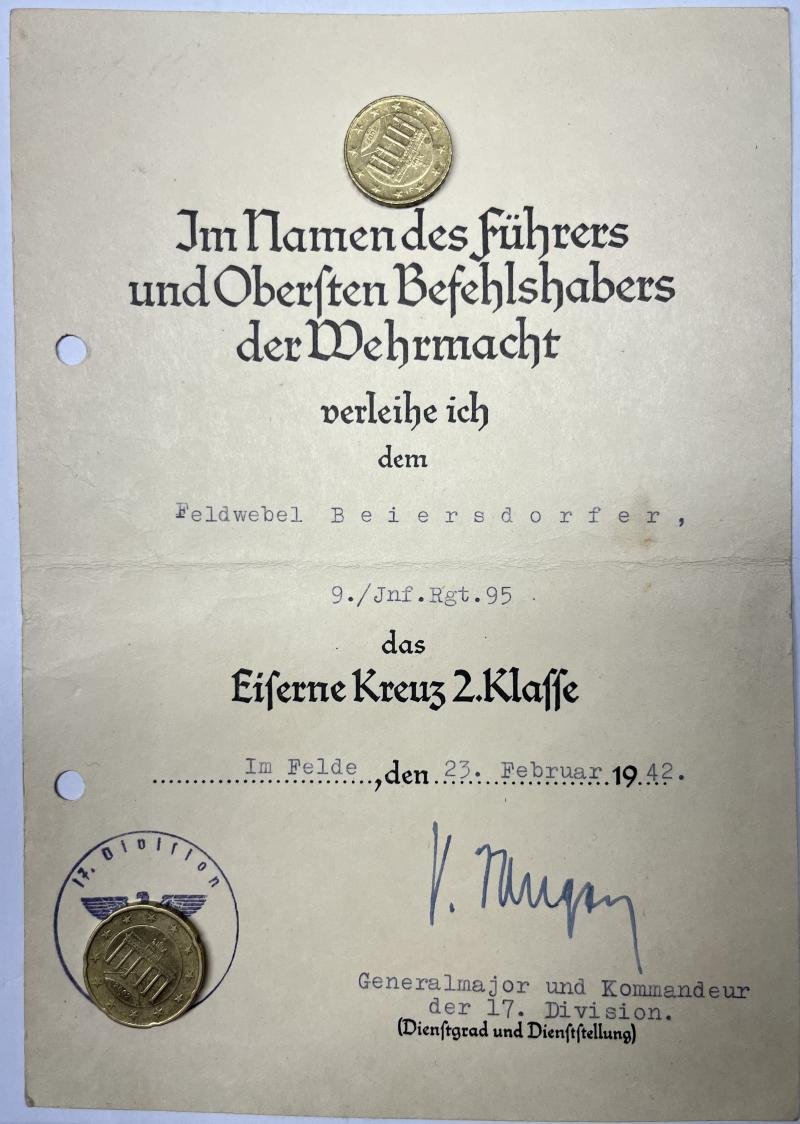 Im Namen des Führers
und Oberſten Befehlshabers
der Wehrmacht
verleihe ich
dem
Feldwebel Beiersdorfer,
9./Jnf.Rgt.95
das
Eiſerne Kreuz 2.Klaſſe
Im Felde, den 23. Februar 1942.
17. Diviſion
Generalmajor und Kommandeur
der 17. Division.
(Dienſtgrad und Dienſtſtellung)